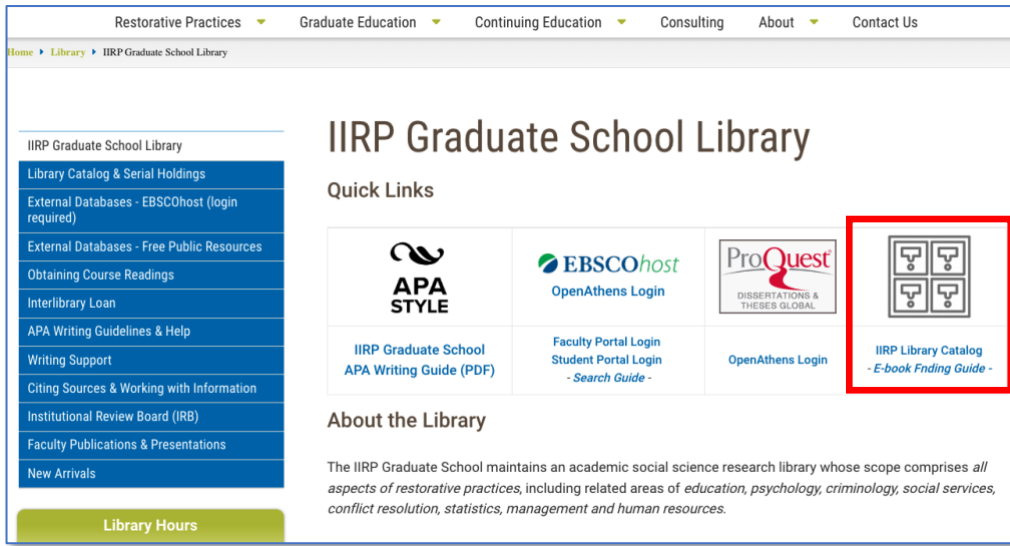 Restorative Practices Graduate Education Continuing Education Consulting About Contact Us
Home Library IIRP Graduate School Library
IIRP Graduate School Library
Library Catalog & Serial Holdings
External Databases - EBSCOhost (login
required)
External Databases - Free Public Resources
Obtaining Course Readings
Interlibrary Loan
APA Writing Guidelines & Help
Writing Support
Citing Sources & Working with Information
Institutional Review Board (IRB)
Faculty Publications & Presentations
New Arrivals
Library Hours
IIRP Graduate School Library
Quick Links
APA
STYLE
IIRP Graduate School
APA Writing Guide (PDF)
EBSCOhost
OpenAthens Login
Faculty Portal Login
Student Portal Login
- Search Guide -
ProQuest
DISSERTATIONS &
THESES GLOBAL
OpenAthens Login
IIRP Library Catalog
- E-book Fnding Guide -
About the Library
The IIRP Graduate School maintains an academic social science research library whose scope comprises all
aspects of restorative practices, including related areas of education, psychology, criminology, social services,
conflict resolution, statistics, management and human resources.